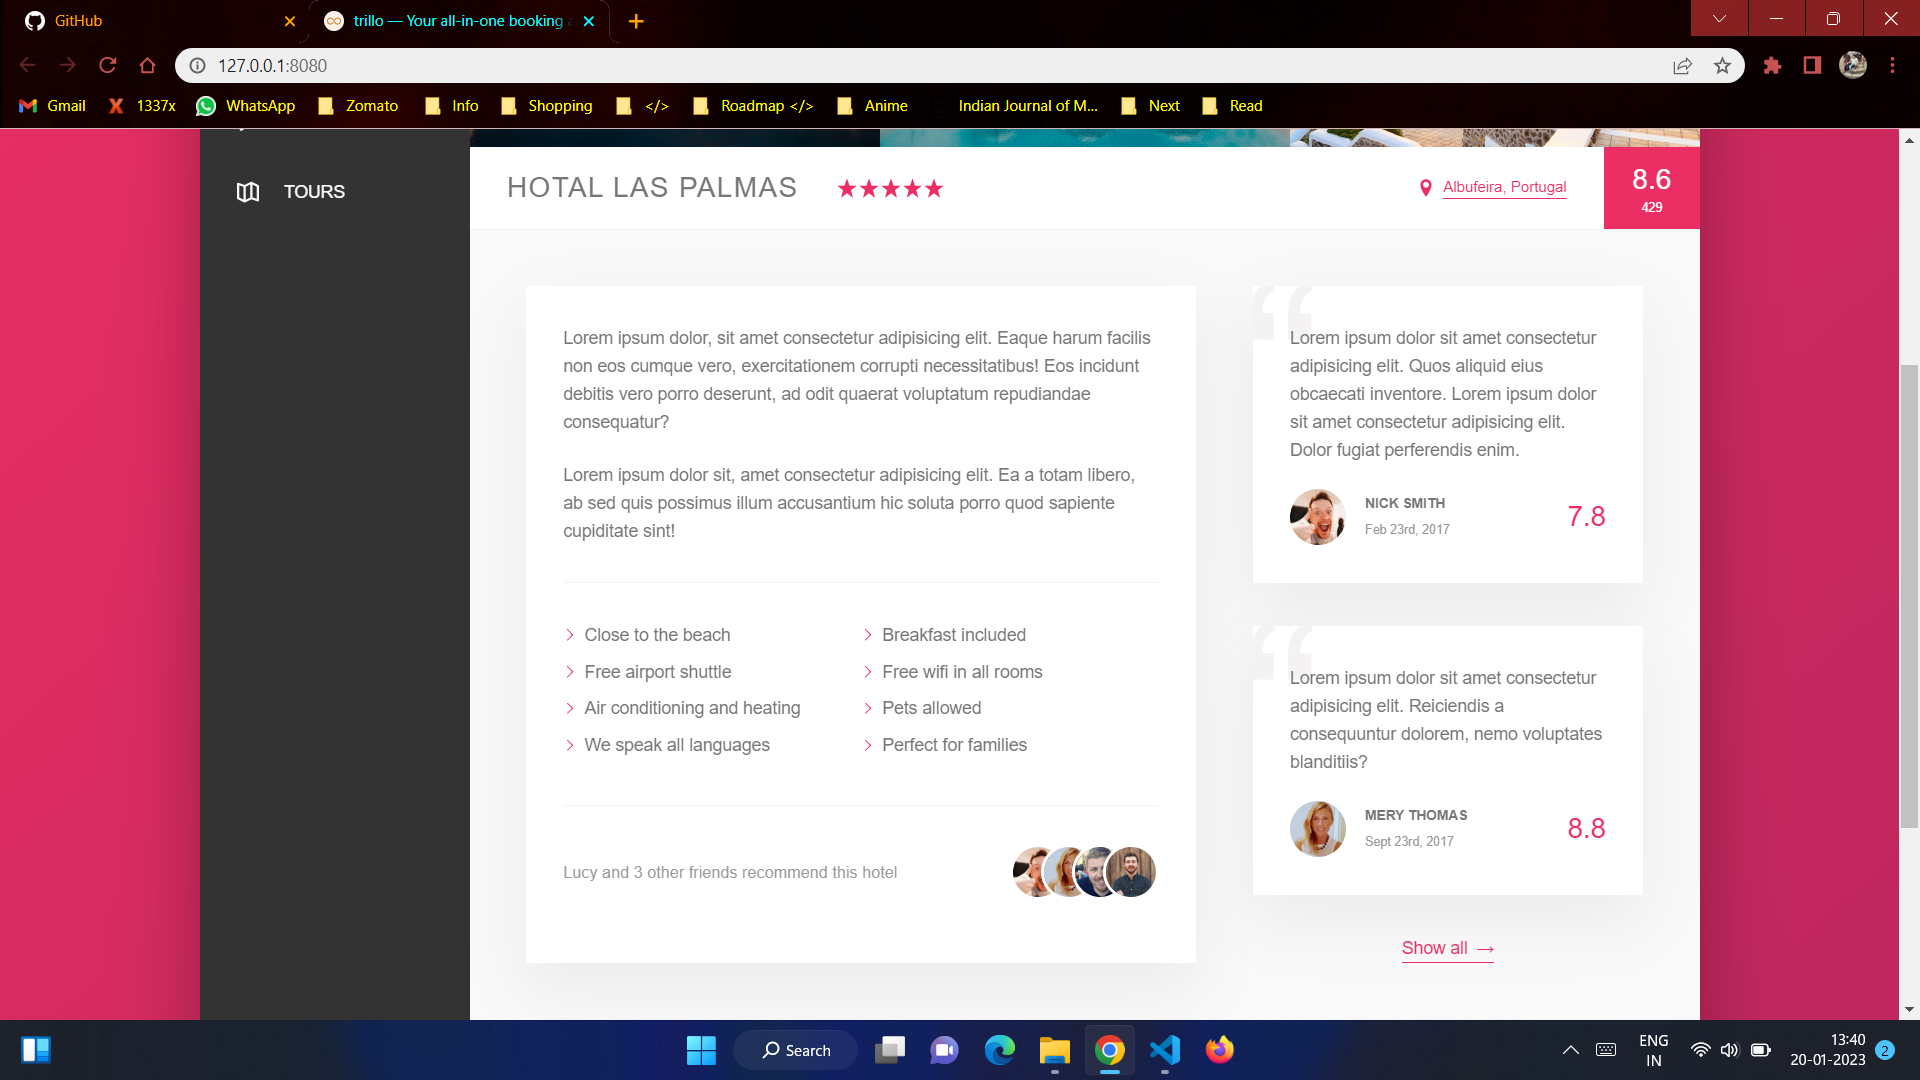 GitHub
trillo — Your all-in-one booking
127.0.0.1:8080
Gmail
1337x
WhatsApp
Zomato
Info
Shopping
</>
Roadmap </>
Anime
Indian Journal of M...
Next
Read
TOURS
HOTAL LAS PALMAS
Albufeira, Portugal
8.6
429
Lorem ipsum dolor, sit amet consectetur adipisicing elit. Eaque harum facilis
non eos cumque vero, exercitationem corrupti necessitatibus! Eos incidunt
debitis vero porro deserunt, ad odit quaerat voluptatum repudiandae
consequatur?
Lorem ipsum dolor sit, amet consectetur adipisicing elit. Ea a totam libero,
ab sed quis possimus illum accusantium hic soluta porro quod sapiente
cupiditate sint!
Close to the beach
Breakfast included
Free airport shuttle
Free wifi in all rooms
Air conditioning and heating
Pets allowed
We speak all languages
Perfect for families
Lucy and 3 other friends recommend this hotel
“
Lorem ipsum dolor sit amet consectetur
adipisicing elit. Quos aliquid eius
obcaecati inventore. Lorem ipsum dolor
sit amet consectetur adipisicing elit.
Dolor fugiat perferendis enim.
NICK SMITH
Feb 23rd, 2017
7.8
“
Lorem ipsum dolor sit amet consectetur
adipisicing elit. Reiciendis a
consequuntur dolorem, nemo voluptates
blanditiis?
MERY THOMAS
Sept 23rd, 2017
8.8
Show all →
Search
ENG
IN
13:40
20-01-2023
2